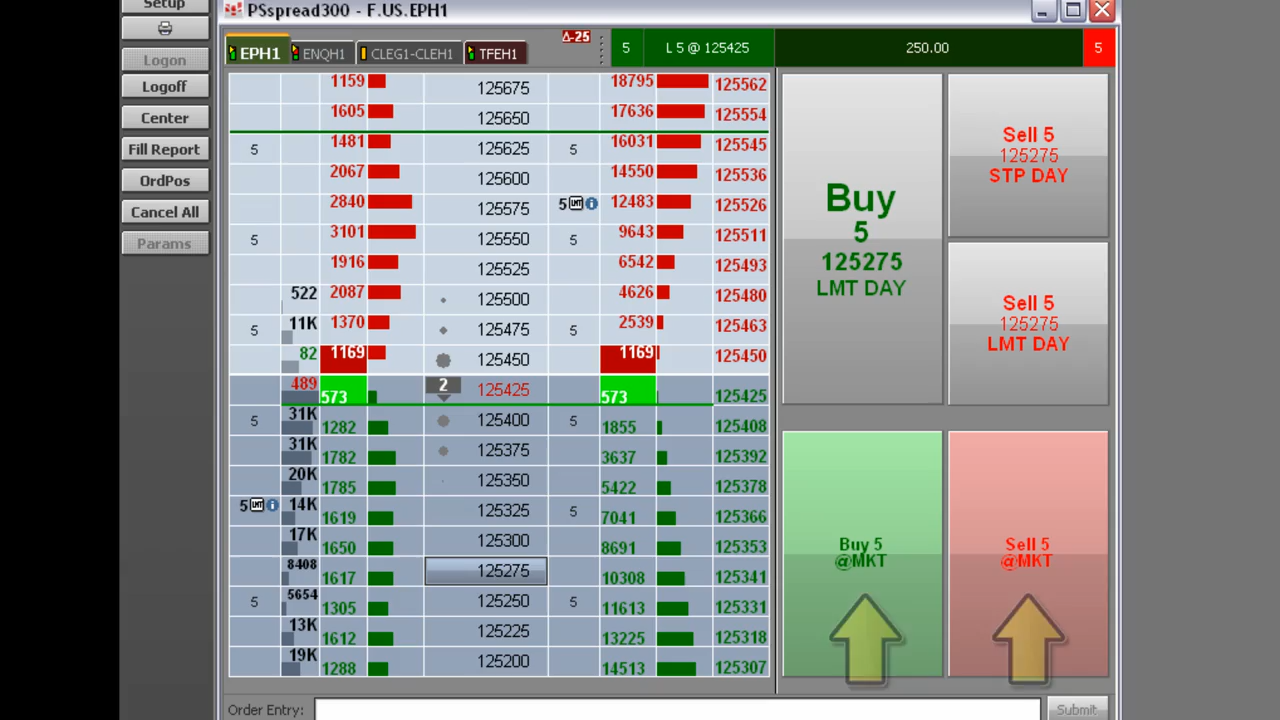 Setup
Logon
Logoff
Center
Fill Report
OrdPos
Cancel All
Params
PSspread300 - F.US.EPH1
EPH1 ENQH1 CLEG1-CLEH1 TFEH1 Δ-25 5 L 5 @ 125425 250.00 5
1159 125675 18795 125562
1605 125650 17636 125554
5 1481 125625 5 16031 125545
2067 125600 14550 125536
2840 125575 5 LMT i 12483 125526
5 3101 125550 5 9643 125511
1916 125525 6542 125493
522 2087 125500 4626 125480
5 11K 1370 125475 5 2539 125463
82 1169 125450 1169 125450
489 573 2 125425 573 125425
5 31K 1282 125400 5 1855 125408
31K 1782 125375 3637 125392
20K 1785 125350 5422 125378
5 LMT i 14K 1619 125325 5 7041 125366
17K 1650 125300 8691 125353
8408 1617 125275 10308 125341
5 5654 1305 125250 5 11613 125331
13K 1612 125225 13225 125318
19K 1288 125200 14513 125307
Buy
5
125275
LMT DAY
Sell 5
125275
STP DAY
Sell 5
125275
LMT DAY
Buy 5
@MKT
Sell 5
@MKT
Order Entry: Submit